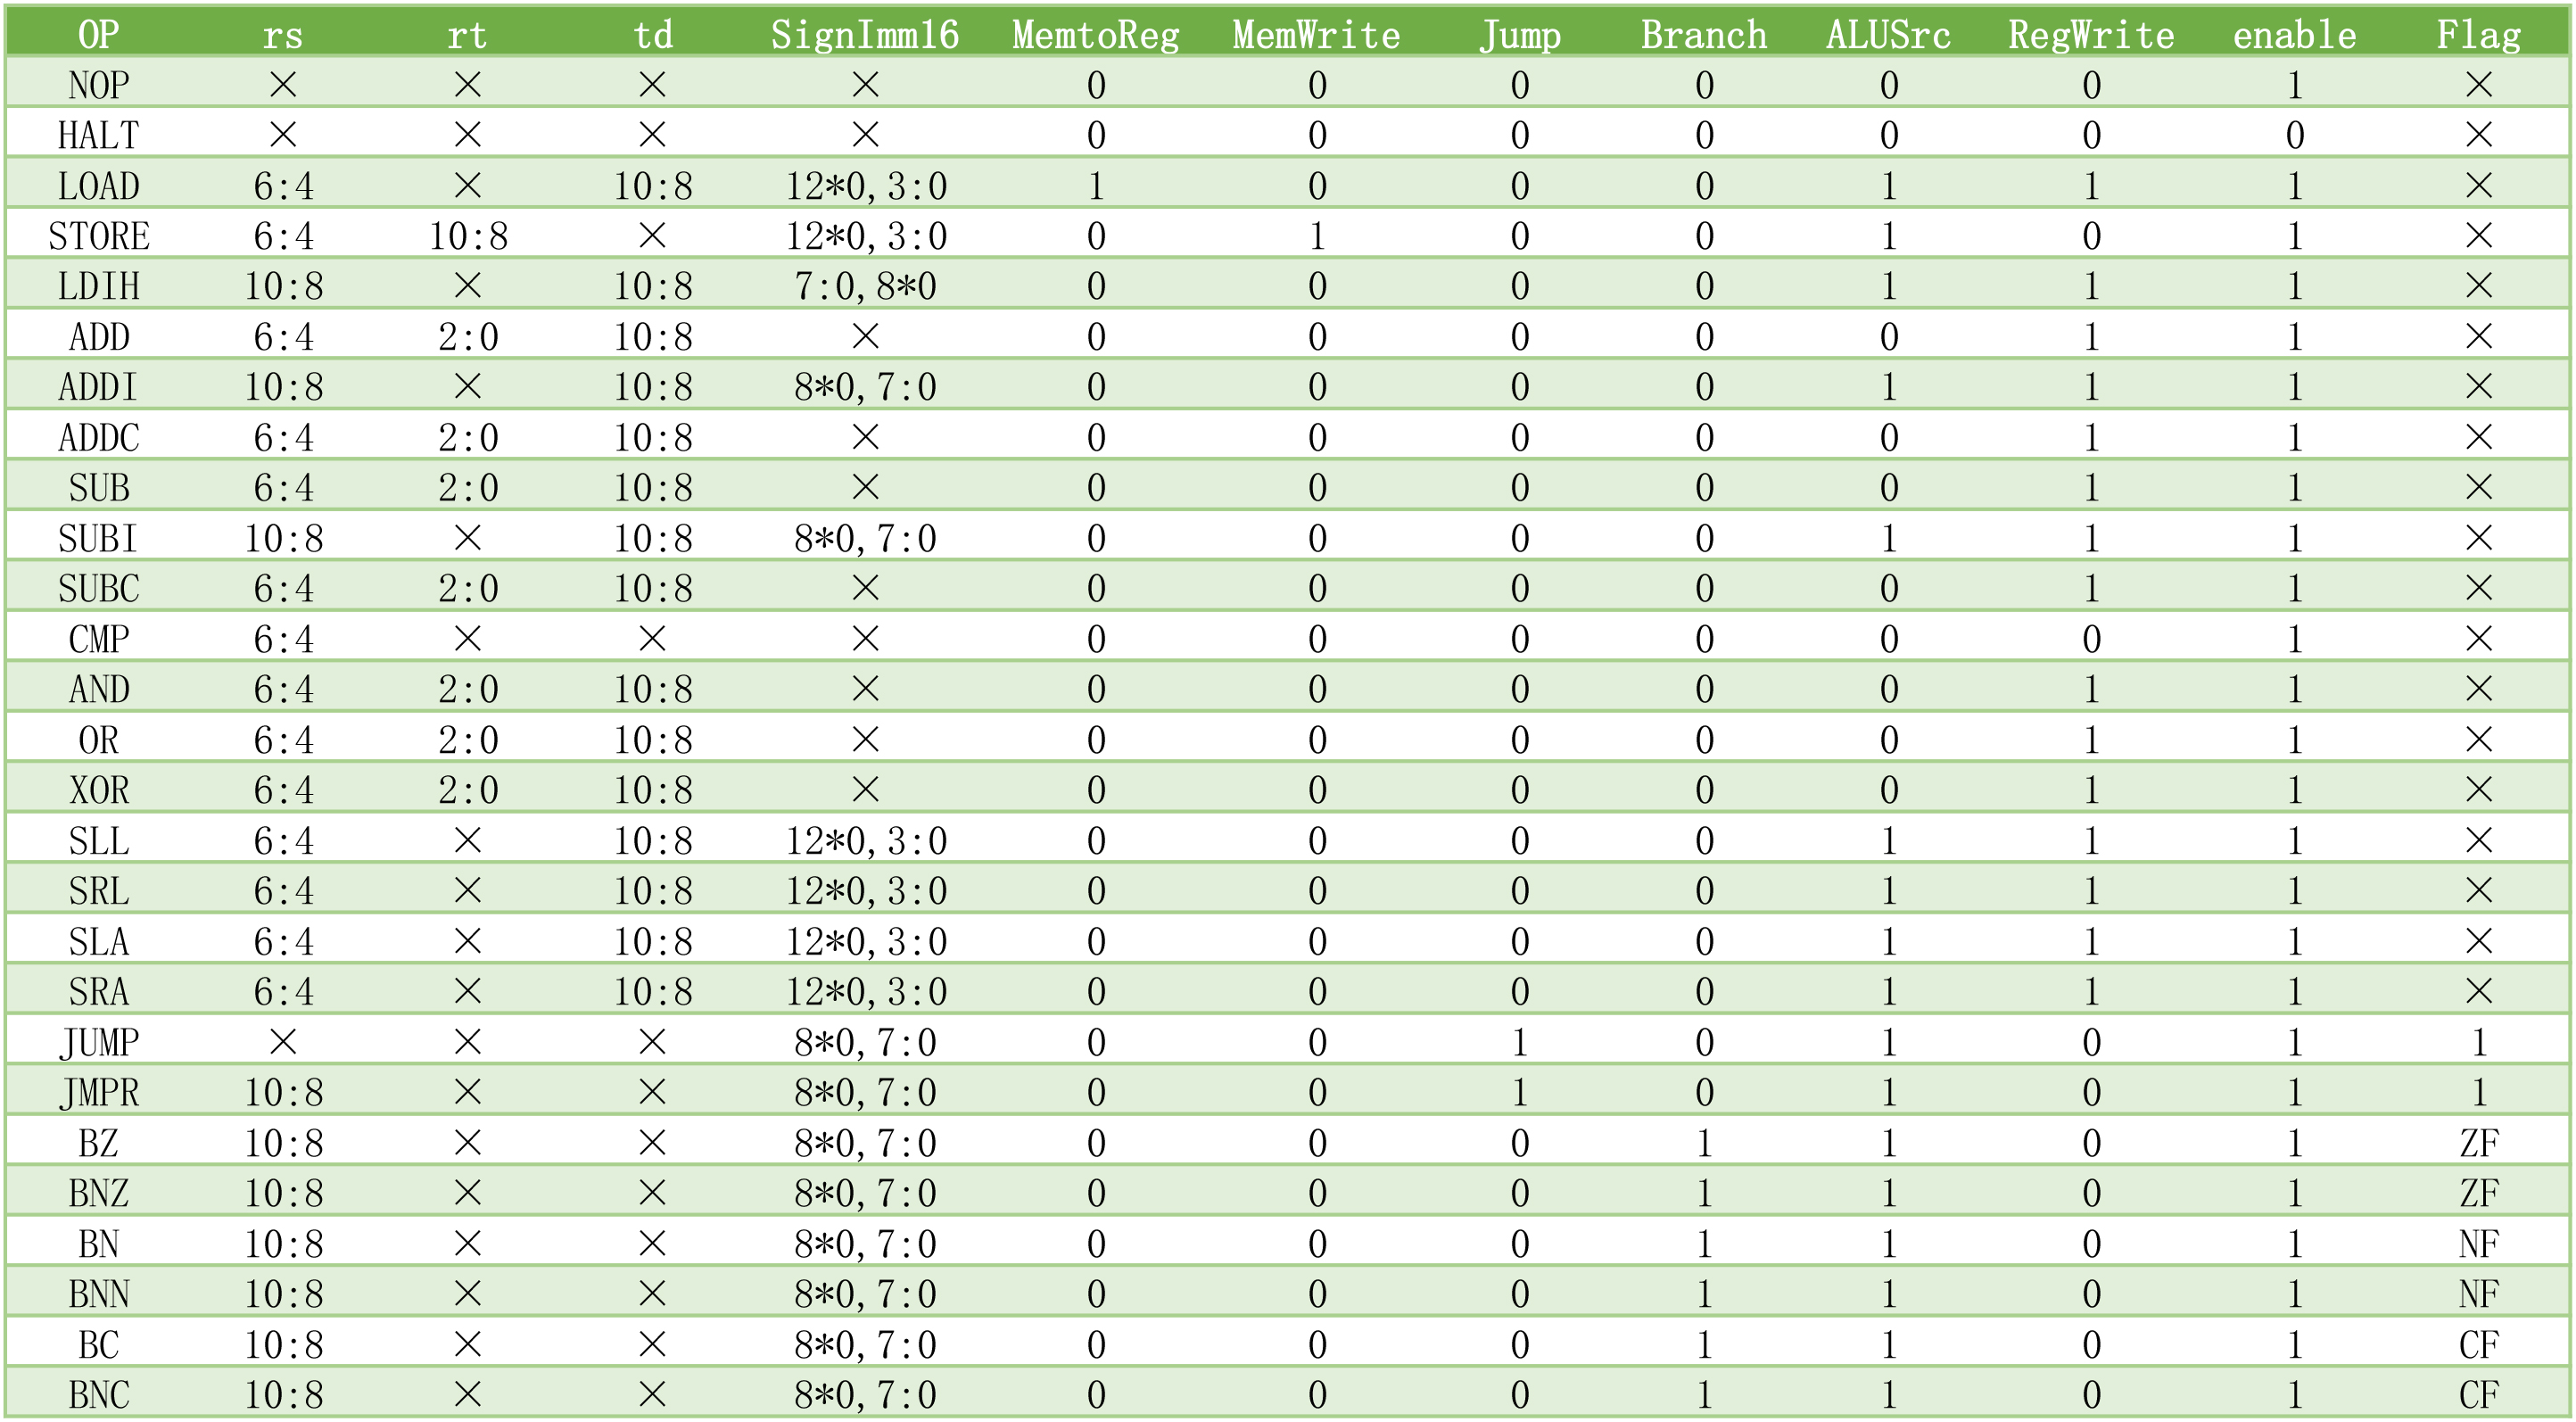 OP rs rt td SignImm16 MemtoReg MemWrite Jump Branch ALUSrc RegWrite enable Flag
NOP × × × × 0 0 0 0 0 0 1 ×
HALT × × × × 0 0 0 0 0 0 0 ×
LOAD 6:4 × 10:8 12*0,3:0 1 0 0 0 1 1 1 ×
STORE 6:4 10:8 × 12*0,3:0 0 1 0 0 1 0 1 ×
LDIH 10:8 × 10:8 7:0,8*0 0 0 0 0 1 1 1 ×
ADD 6:4 2:0 10:8 × 0 0 0 0 0 1 1 ×
ADDI 10:8 × 10:8 8*0,7:0 0 0 0 0 1 1 1 ×
ADDC 6:4 2:0 10:8 × 0 0 0 0 0 1 1 ×
SUB 6:4 2:0 10:8 × 0 0 0 0 0 1 1 ×
SUBI 10:8 × 10:8 8*0,7:0 0 0 0 0 1 1 1 ×
SUBC 6:4 2:0 10:8 × 0 0 0 0 0 1 1 ×
CMP 6:4 × × × 0 0 0 0 0 0 1 ×
AND 6:4 2:0 10:8 × 0 0 0 0 0 1 1 ×
OR 6:4 2:0 10:8 × 0 0 0 0 0 1 1 ×
XOR 6:4 2:0 10:8 × 0 0 0 0 0 1 1 ×
SLL 6:4 × 10:8 12*0,3:0 0 0 0 0 1 1 1 ×
SRL 6:4 × 10:8 12*0,3:0 0 0 0 0 1 1 1 ×
SLA 6:4 × 10:8 12*0,3:0 0 0 0 0 1 1 1 ×
SRA 6:4 × 10:8 12*0,3:0 0 0 0 0 1 1 1 ×
JUMP × × × 8*0,7:0 0 0 1 0 1 0 1 1
JMPR 10:8 × × 8*0,7:0 0 0 1 0 1 0 1 1
BZ 10:8 × × 8*0,7:0 0 0 0 1 1 0 1 ZF
BNZ 10:8 × × 8*0,7:0 0 0 0 1 1 0 1 ZF
BN 10:8 × × 8*0,7:0 0 0 0 1 1 0 1 NF
BNN 10:8 × × 8*0,7:0 0 0 0 1 1 0 1 NF
BC 10:8 × × 8*0,7:0 0 0 0 1 1 0 1 CF
BNC 10:8 × × 8*0,7:0 0 0 0 1 1 0 1 CF